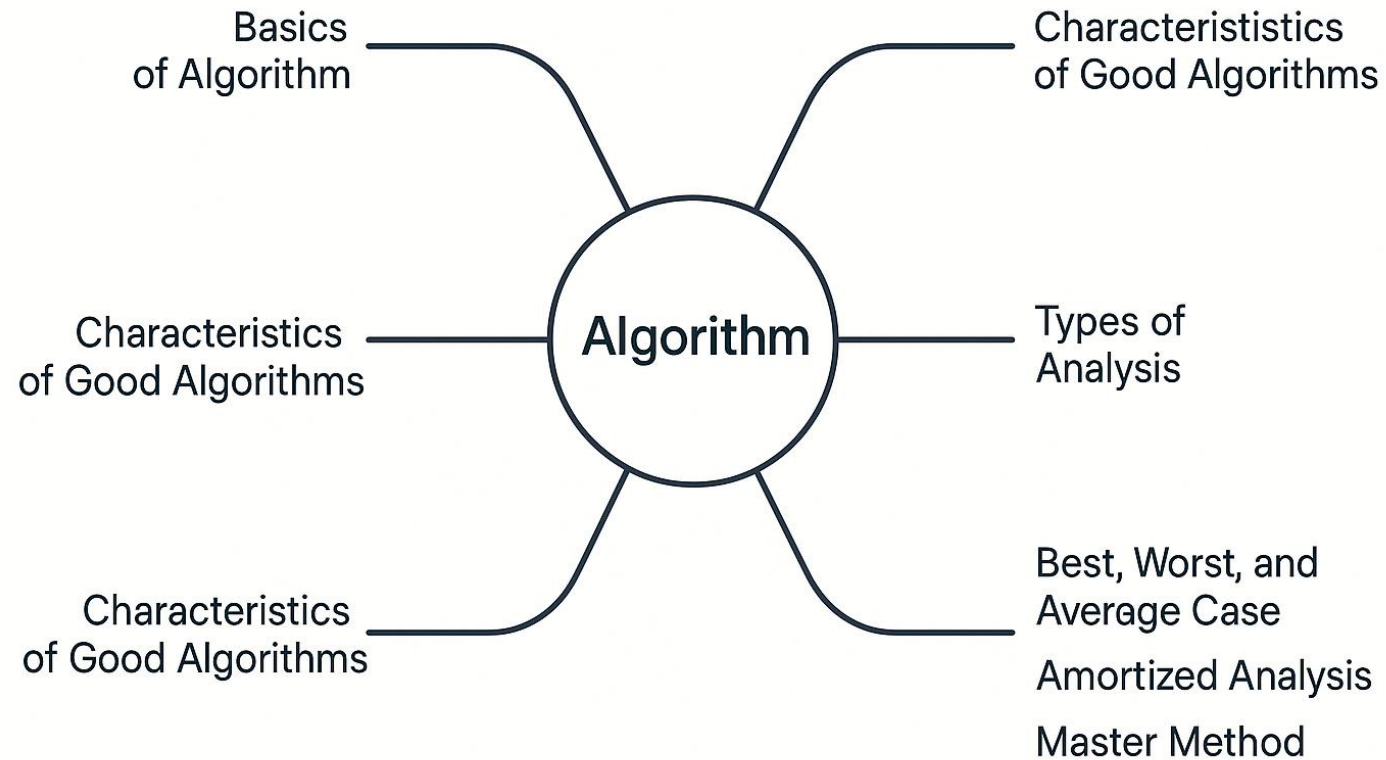 Basics
of Algorithm
Characterististics
of Good Algorithms
Characteristics
of Good Algorithms
Algorithm
Types of
Analysis
Characteristics
of Good Algorithms
Best, Worst, and
Average Case
Amortized Analysis
Master Method